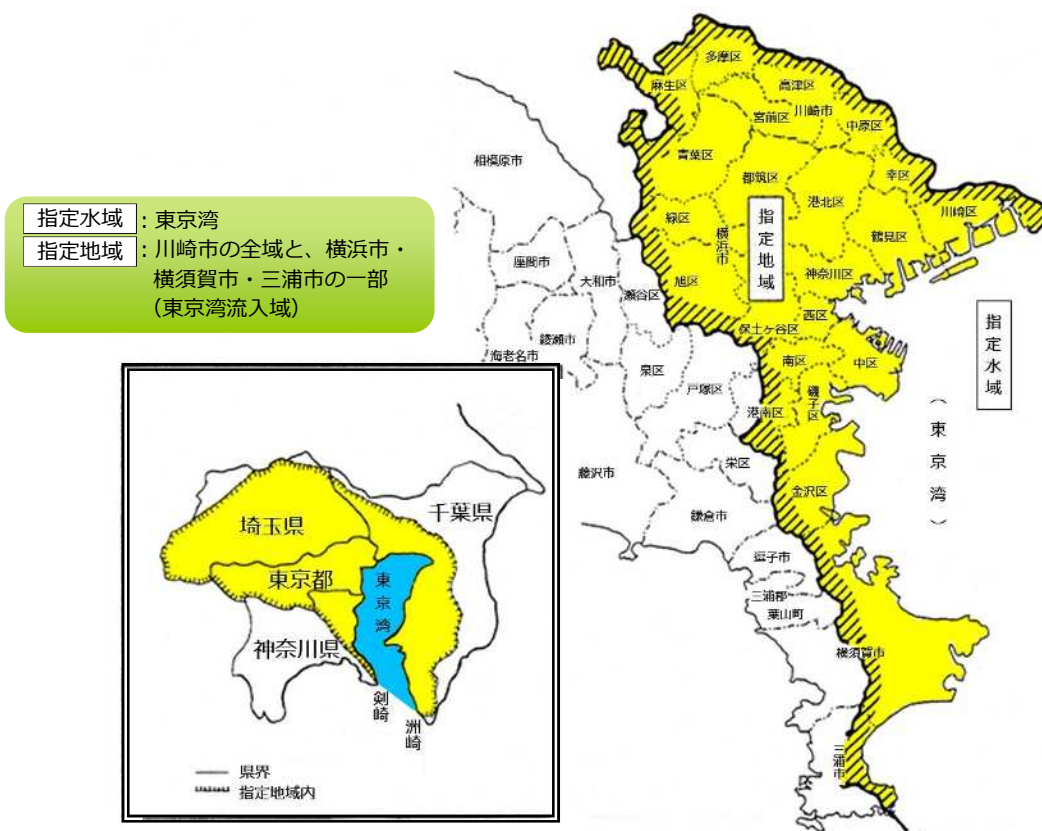 指定水域：東京湾
指定地域：川崎市の全域と、横浜市・
横須賀市・三浦市の一部
（東京湾流入域）
多摩区
麻生区
高津区
宮前区
川崎市
中原区
青葉区
幸区
都筑区
港北区
川崎区
緑区
横浜市
指定地域
鶴見区
旭区
神奈川区
西区
保土ヶ谷区
南区
中区
磯子区
港南区
金沢区
相模原市
座間市
大和市
瀬谷区
綾瀬市
海老名市
泉区
戸塚区
栄区
藤沢市
鎌倉市
逗子市
三浦郡
葉山町
横須賀市
三浦市
指定水域
（東京湾）
埼玉県
千葉県
東京都
東京湾
神奈川県
剣崎
洲崎
県界
指定地域内